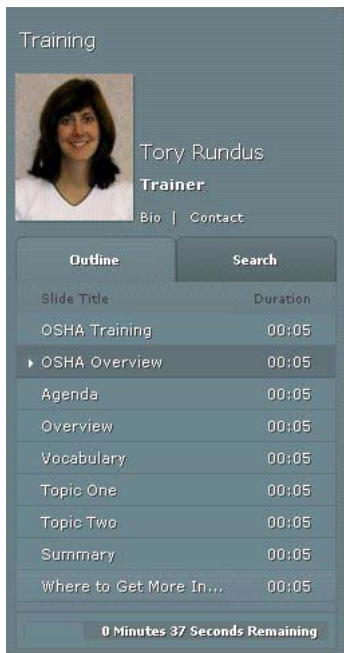 Training
Tory Rundus
Trainer
Bio | Contact
Outline Search
Slide Title Duration
OSHA Training 00:05
OSHA Overview 00:05
Agenda 00:05
Overview 00:05
Vocabulary 00:05
Topic One 00:05
Topic Two 00:05
Summary 00:05
Where to Get More In... 00:05
0 Minutes 37 Seconds Remaining